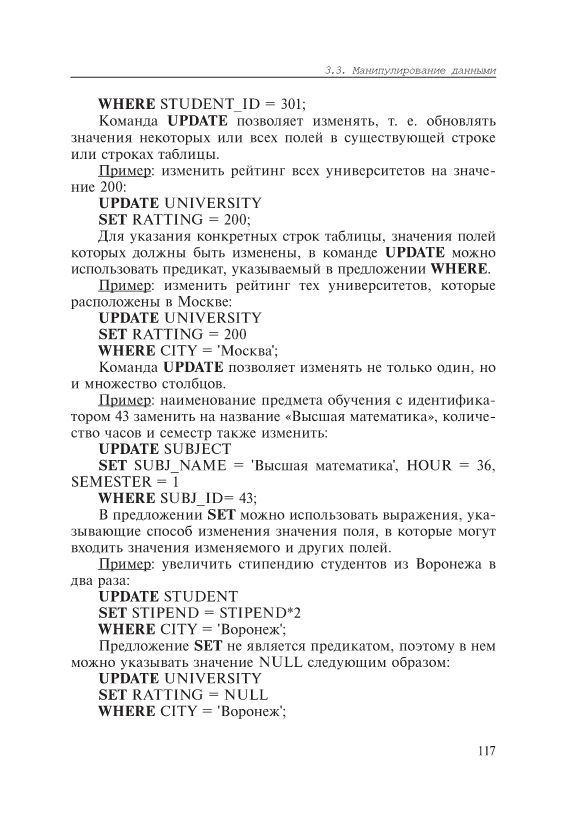 3.3. Манипулирование данными
WHERE STUDENT_ID = 301;
Команда UPDATE позволяет изменять, т. е. обновлять
значения некоторых или всех полей в существующей строке
или строках таблицы.
Пример: изменить рейтинг всех университетов на значе-
ние 200:
UPDATE UNIVERSITY
SET RATTING = 200;
Для указания конкретных строк таблицы, значения полей
которых должны быть изменены, в команде UPDATE можно
использовать предикат, указываемый в предложении WHERE.
Пример: изменить рейтинг тех университетов, которые
расположены в Москве:
UPDATE UNIVERSITY
SET RATTING = 200
WHERE CITY = 'Москва';
Команда UPDATE позволяет изменять не только один, но
и множество столбцов.
Пример: наименование предмета обучения с идентифика-
тором 43 заменить на название «Высшая математика», количе-
ство часов и семестр также изменить:
UPDATE SUBJECT
SET SUBJ_NAME = 'Высшая математика', HOUR = 36,
SEMESTER = 1
WHERE SUBJ_ID= 43;
В предложении SET можно использовать выражения, ука-
зывающие способ изменения значения поля, в которые могут
входить значения изменяемого и других полей.
Пример: увеличить стипендию студентов из Воронежа в
два раза:
UPDATE STUDENT
SET STIPEND = STIPEND*2
WHERE CITY = 'Воронеж';
Предложение SET не является предикатом, поэтому в нем
можно указывать значение NULL следующим образом:
UPDATE UNIVERSITY
SET RATTING = NULL
WHERE CITY = 'Воронеж';
117